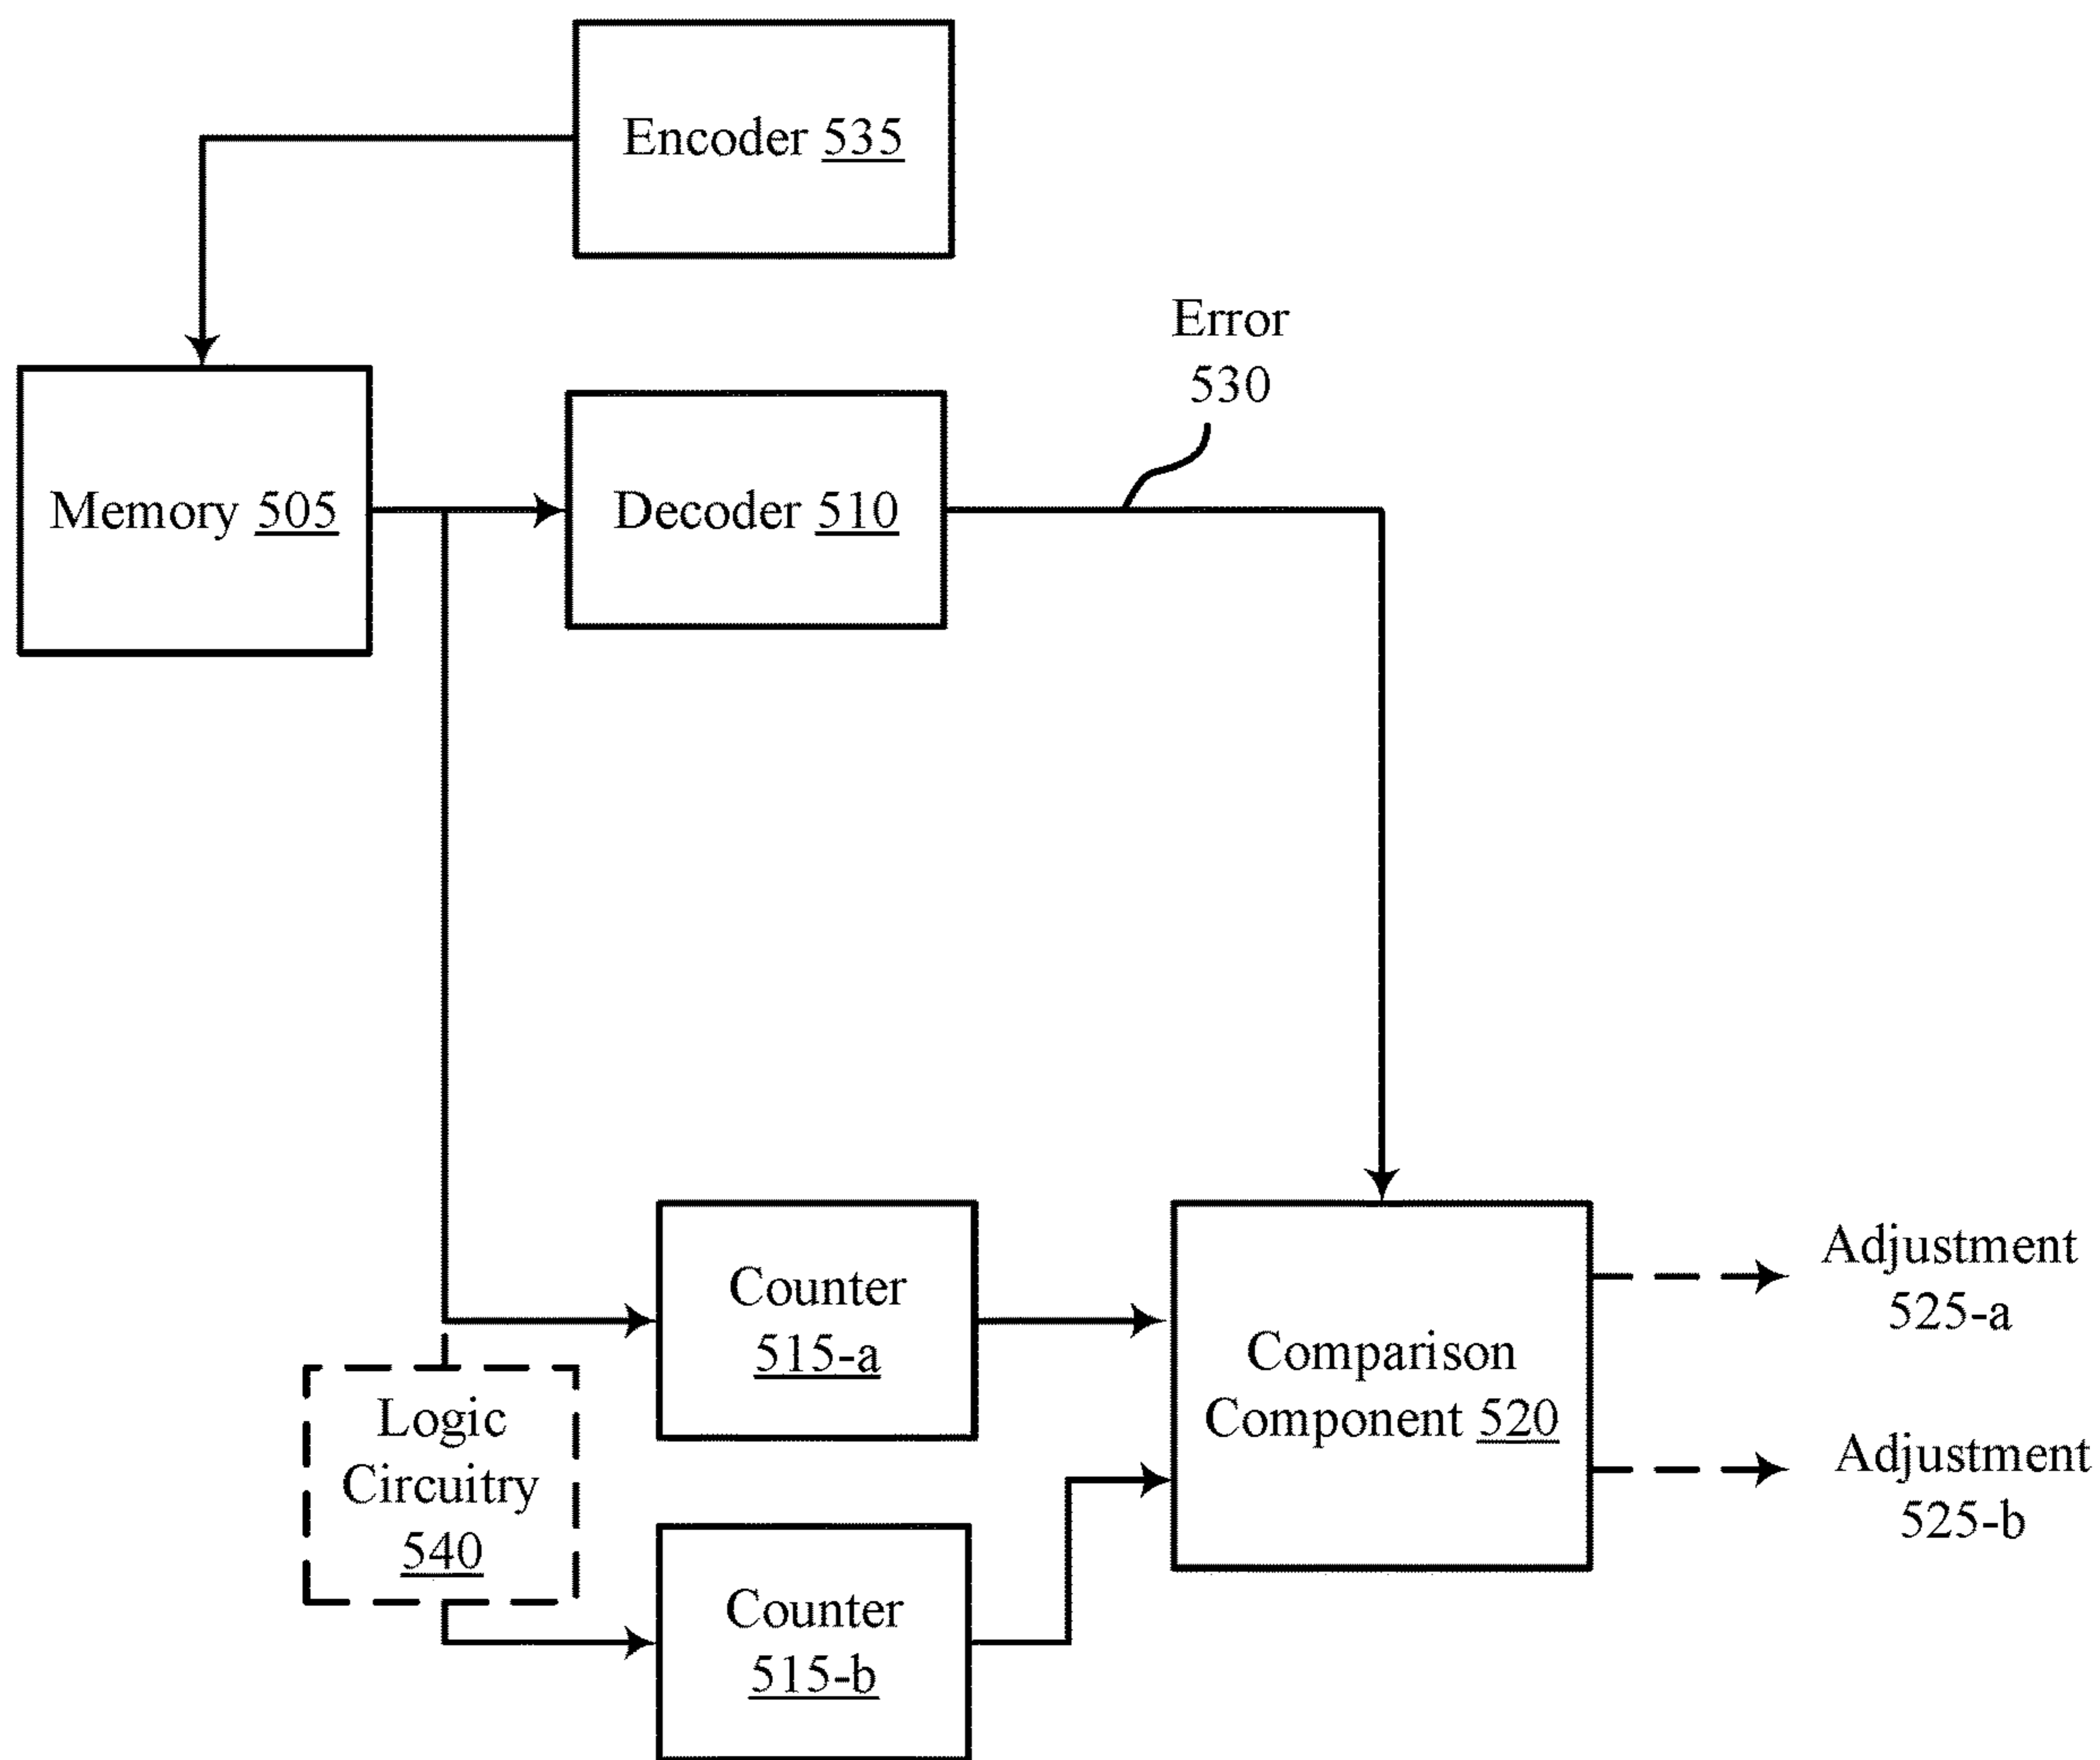 Encoder 535
Error
530
Memory 505
Decoder 510
Counter
515-a
Comparison
Component 520
Adjustment
525-a
Adjustment
525-b
Logic
Circuitry
540
Counter
515-b